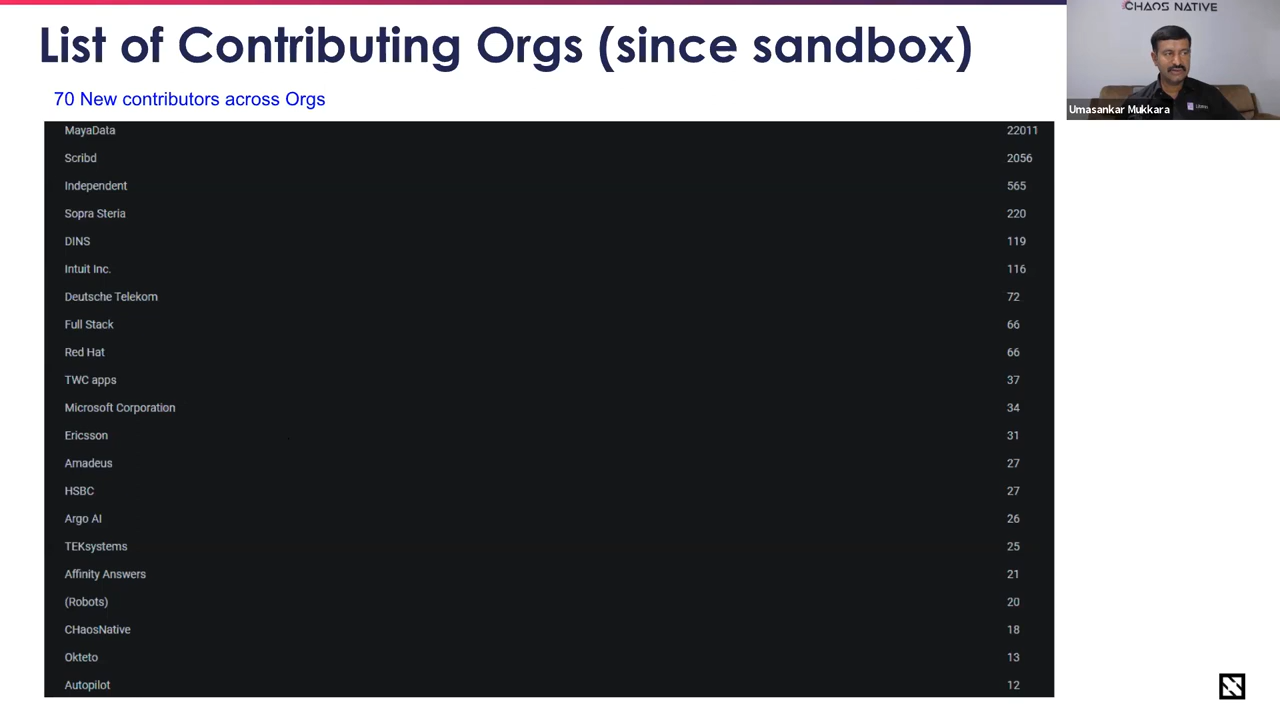 List of Contributing Orgs (since sandbox)
70 New contributors across Orgs
MayaData 22011
Scribd 2056
Independent 565
Sopra Steria 220
DINS 119
Intuit Inc. 116
Deutsche Telekom 72
Full Stack 66
Red Hat 66
TWC apps 37
Microsoft Corporation 34
Ericsson 31
Amadeus 27
HSBC 27
Argo AI 26
TEKsystems 25
Affinity Answers 21
(Robots) 20
CHaosNative 18
Okteto 13
Autopilot 12
CHAOS NATIVE
Umasankar Mukkara